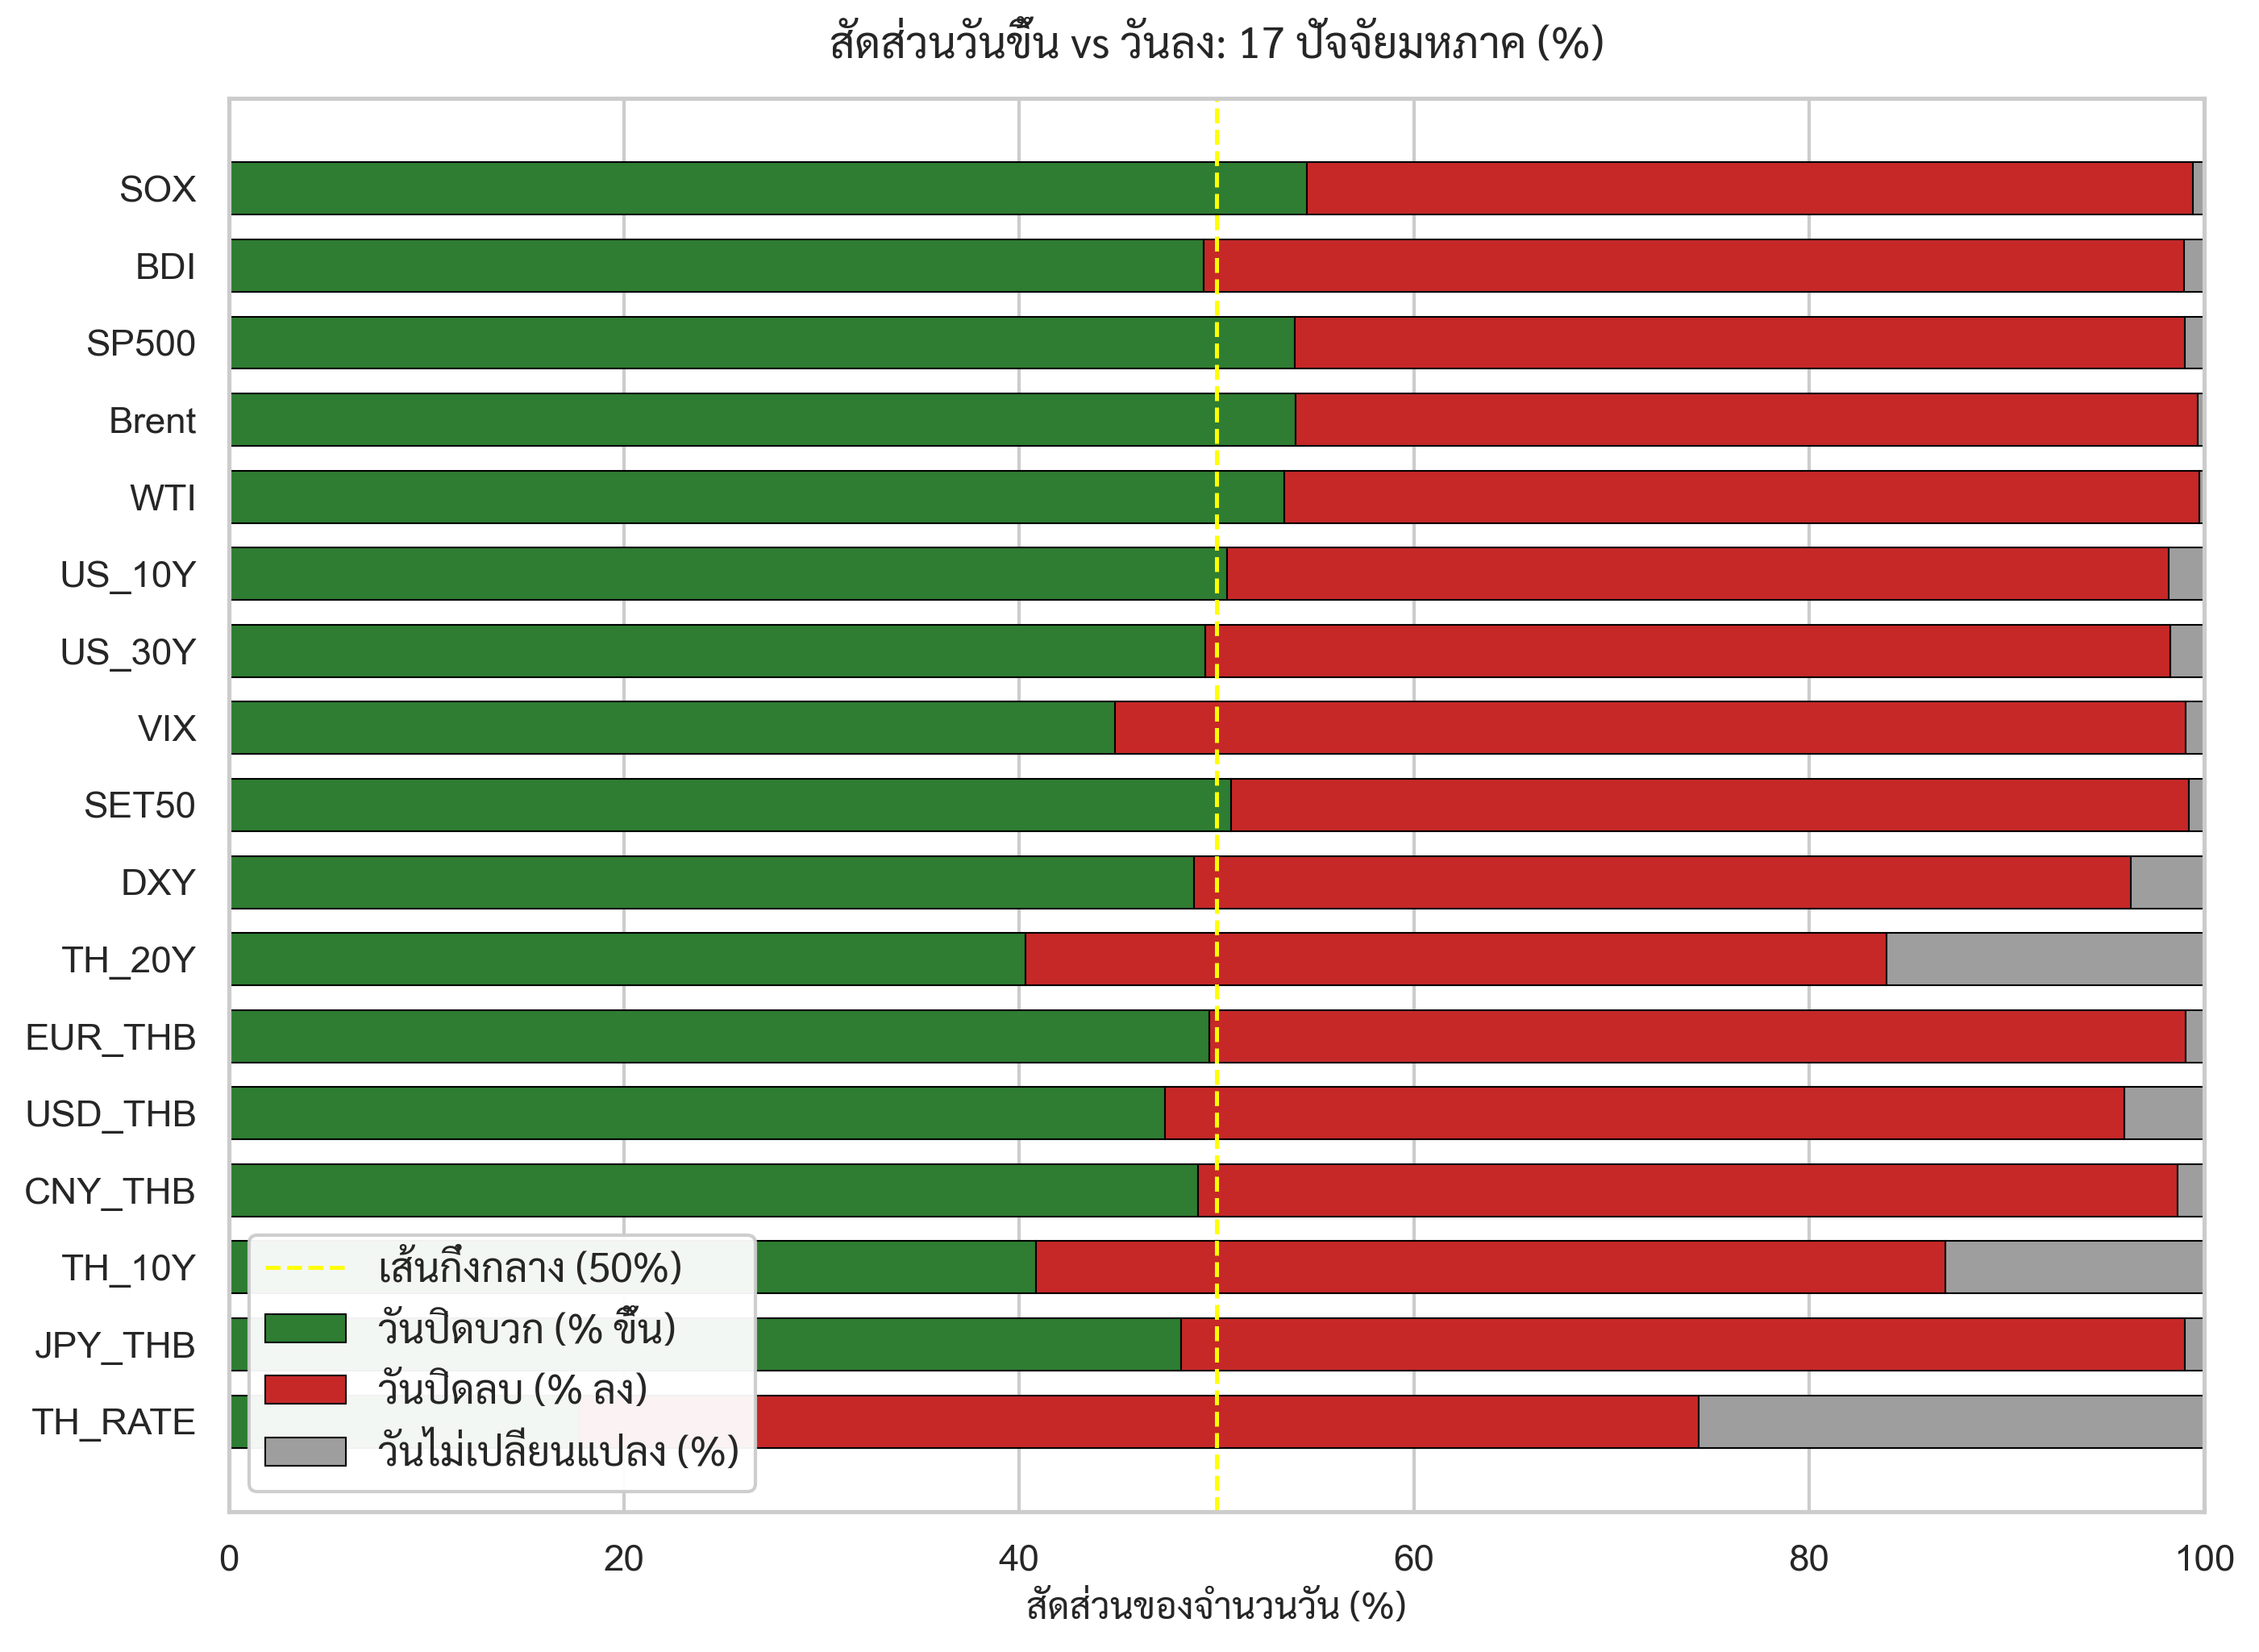 สัดส่วนวันขึ้น vs วันลง: 17 ปัจจัยมหภาค (%)
SOX
BDI
SP500
Brent
WTI
US_10Y
US_30Y
VIX
SET50
DXY
TH_20Y
EUR_THB
USD_THB
CNY_THB
TH_10Y
JPY_THB
TH_RATE
เส้นกึ่งกลาง (50%)
วันปิดบวก (% ขึ้น)
วันปิดลบ (% ลง)
วันไม่เปลี่ยนแปลง (%)
0 20 40 60 80 100
สัดส่วนของจำนวนวัน (%)